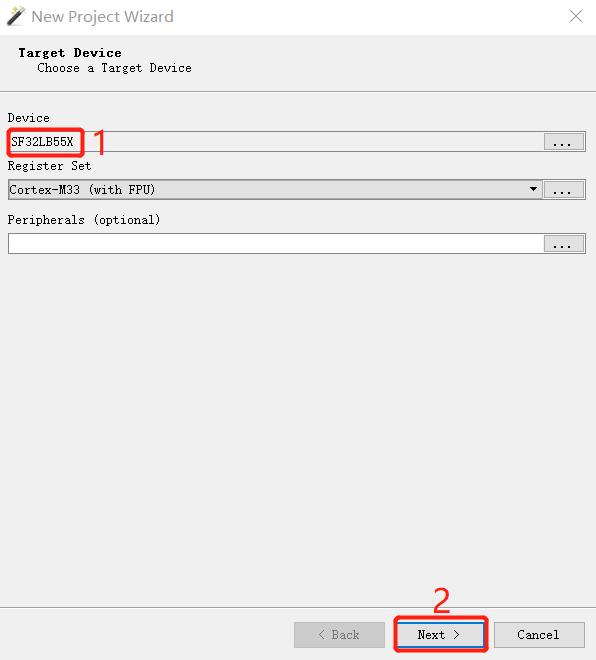 New Project Wizard
Target Device
Choose a Target Device
Device
SF32LB55X
...
1
Register Set
Cortex-M33 (with FPU)
...
Peripherals (optional)
...
2
< Back
Next >
Cancel